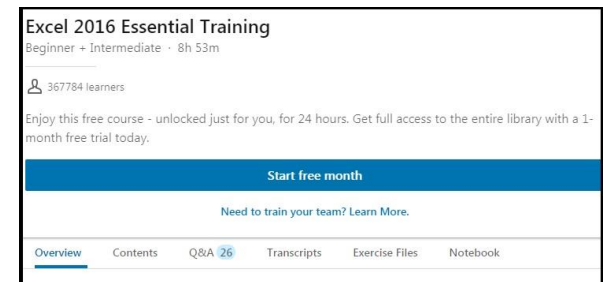 Excel 2016 Essential Training
Beginner + Intermediate · 8h 53m
367784 learners
Enjoy this free course - unlocked just for you, for 24 hours. Get full access to the entire library with a 1-
month free trial today.
Start free month
Need to train your team? Learn More.
Overview Contents Q&A 26 Transcripts Exercise Files Notebook